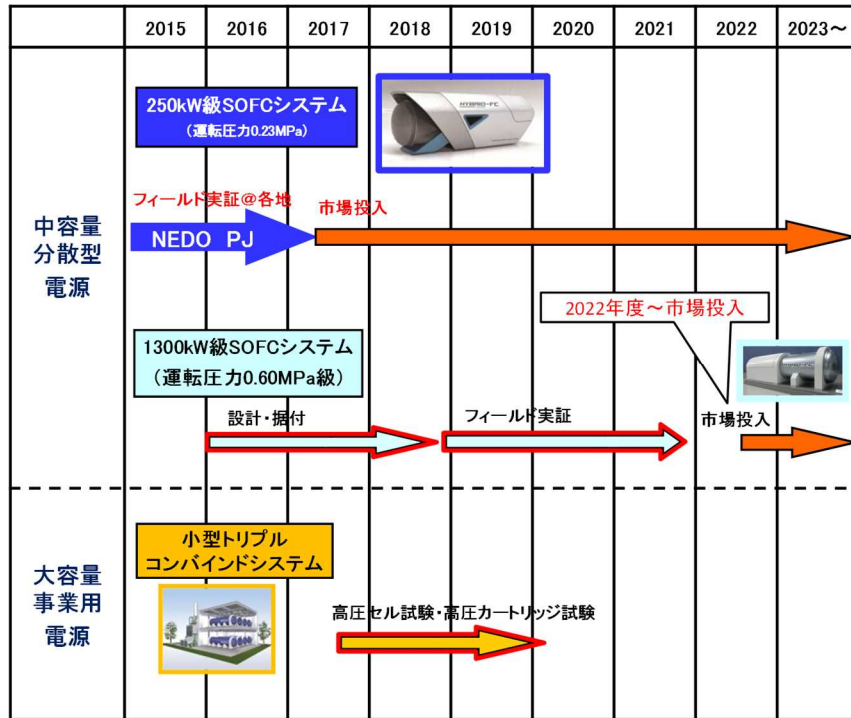 2015 2016 2017 2018 2019 2020 2021 2022 2023～
中容量
分散型
電源
250kW級SOFCシステム
（運転圧力0.23MPa）
HYBRID-FC
フィールド実証@各地
市場投入
NEDO PJ
2022年度～市場投入
1300kW級SOFCシステム
（運転圧力0.60MPa級）
設計・据付
フィールド実証
市場投入
大容量
事業用
電源
小型トリプル
コンバインドシステム
高圧セル試験・高圧カートリッジ試験